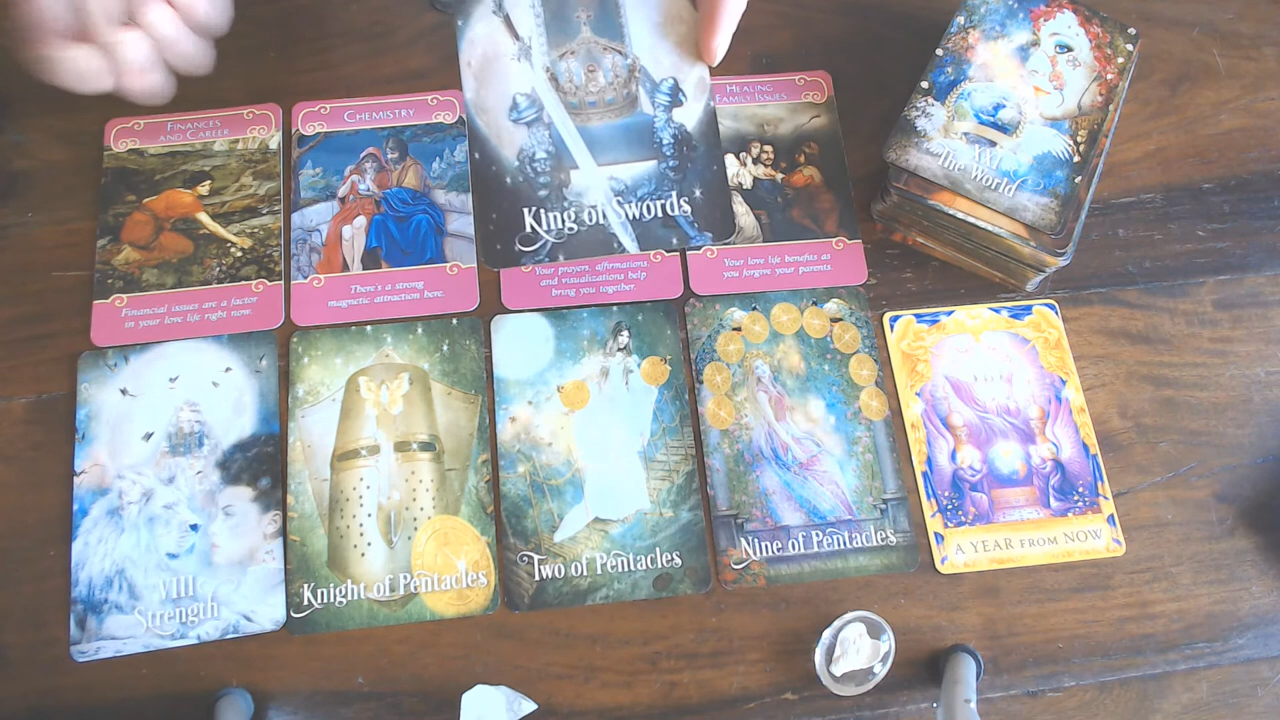 Finances
and Career
Financial issues are a factor
in your love life right now.
Chemistry
There's a strong
magnetic attraction here.
King of Swords
Your prayers, affirmations,
and visualizations help
bring you together.
Healing
Family Issues
Your love life benefits as
you forgive your parents.
XXI
The World
VIII
Strength
Knight of Pentacles
Two of Pentacles
Nine of Pentacles
A YEAR FROM NOW